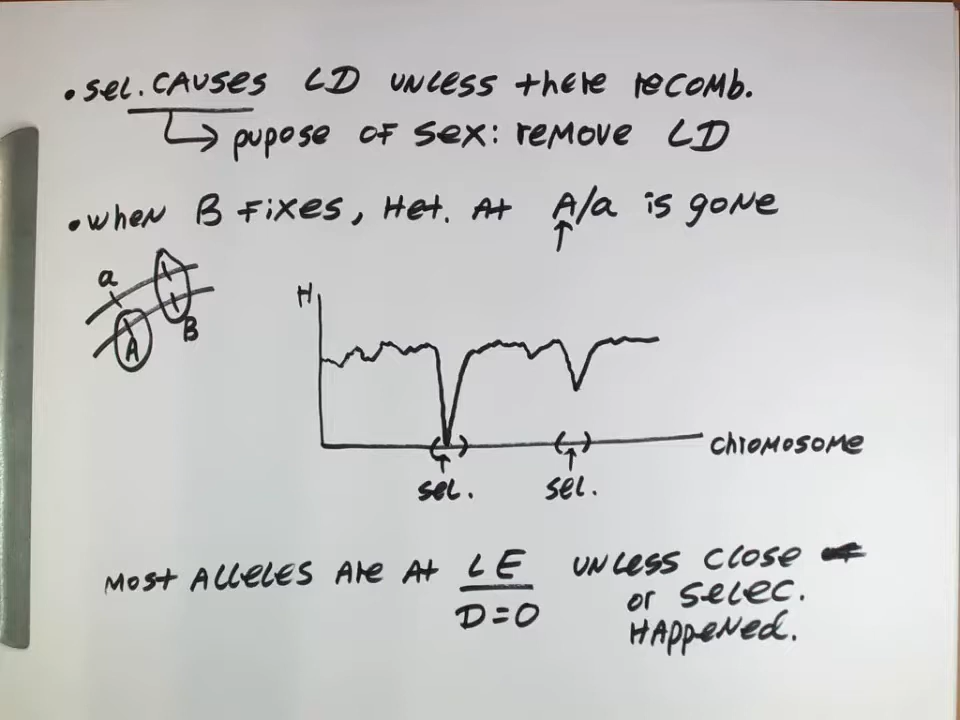 • sel. causes LD unless there recomb.
pupose of sex: remove LD
• when B fixes, Het. At A/a is gone
a
A
B
H
chromosome
sel. sel.
Most Alleles are at LE unless close
D=0 or selec.
Happened.